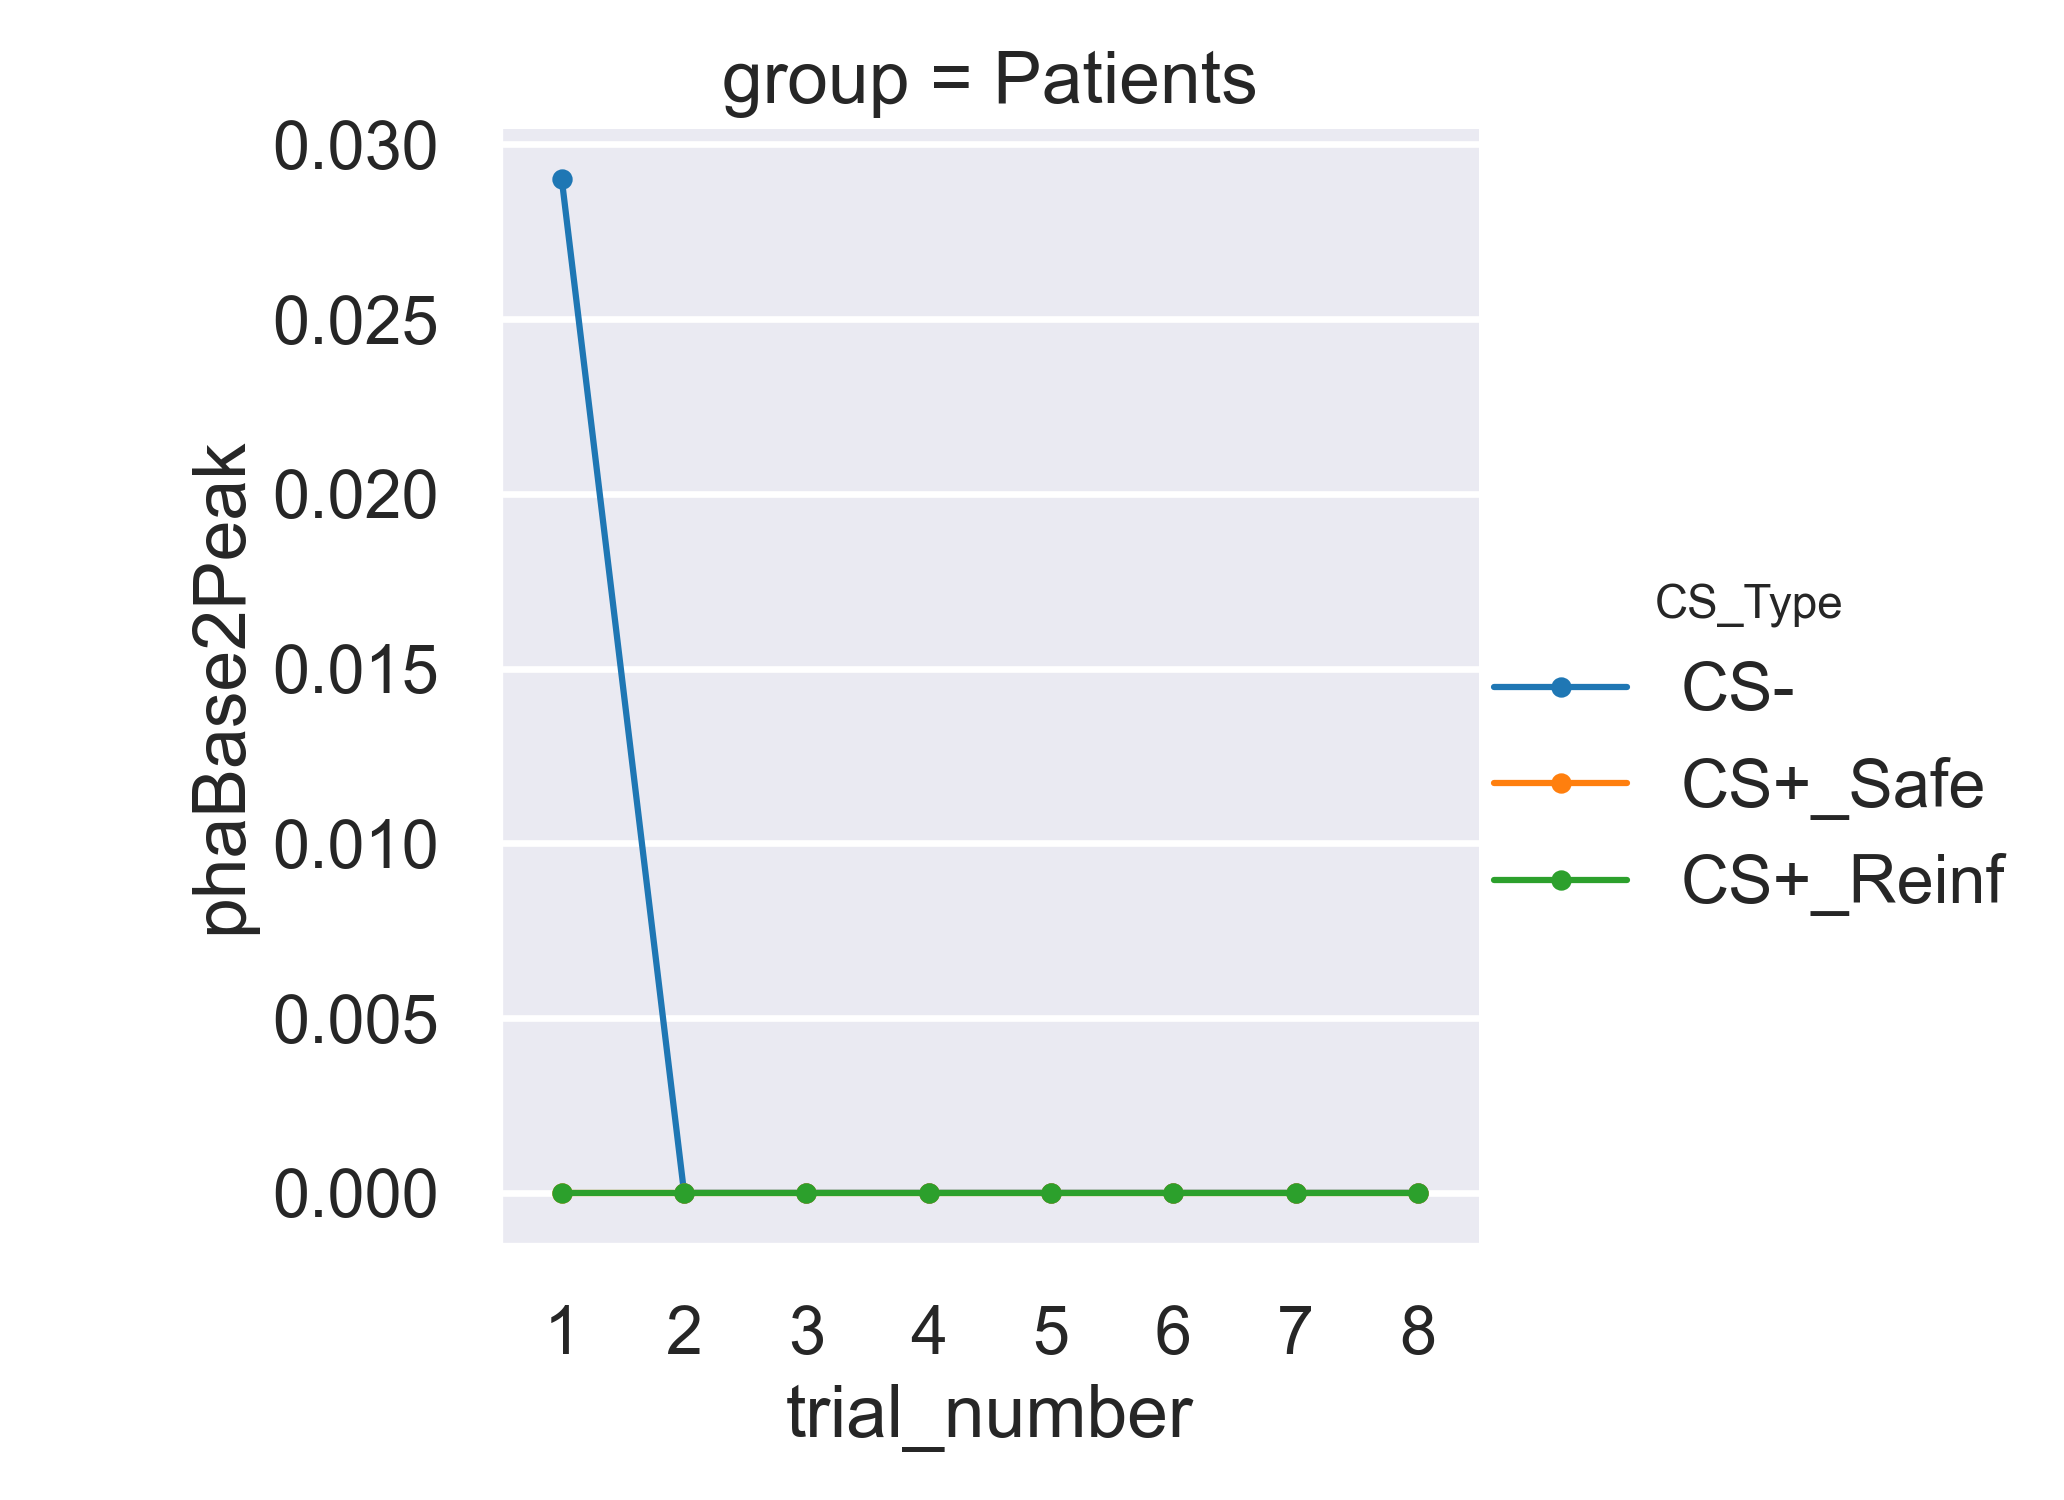 group = Patients
0.030
0.025
0.020
0.015
0.010
0.005
0.000
phaBase2Peak
1 2 3 4 5 6 7 8
trial_number
CS_Type
CS-
CS+_Safe
CS+_Reinf